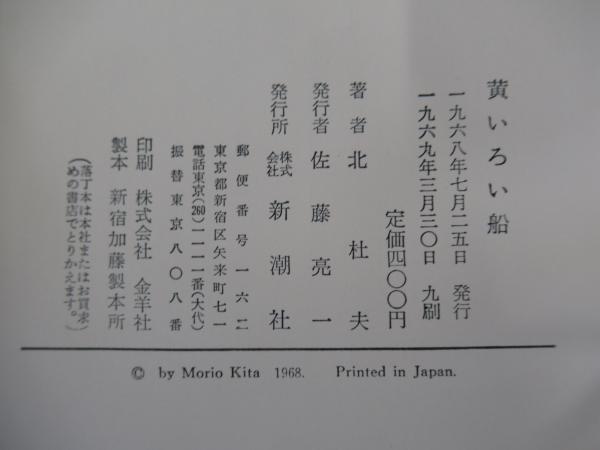 黄いろい船
一九六八年七月二五日 発行
一九六九年三月三〇日 九刷
定価四〇〇円
著者 北杜夫
発行者 佐藤亮一
発行所 株式会社 新潮社
郵便番号 一六二
東京都新宿区矢来町七一
電話東京(260)一一一一番(大代)
振替東京八〇八番
印刷 株式会社 金羊社
製本 新宿加藤製本所
(落丁本は本社またはお買求
めの書店でとりかえます。)
© by Morio Kita 1968. Printed in Japan.